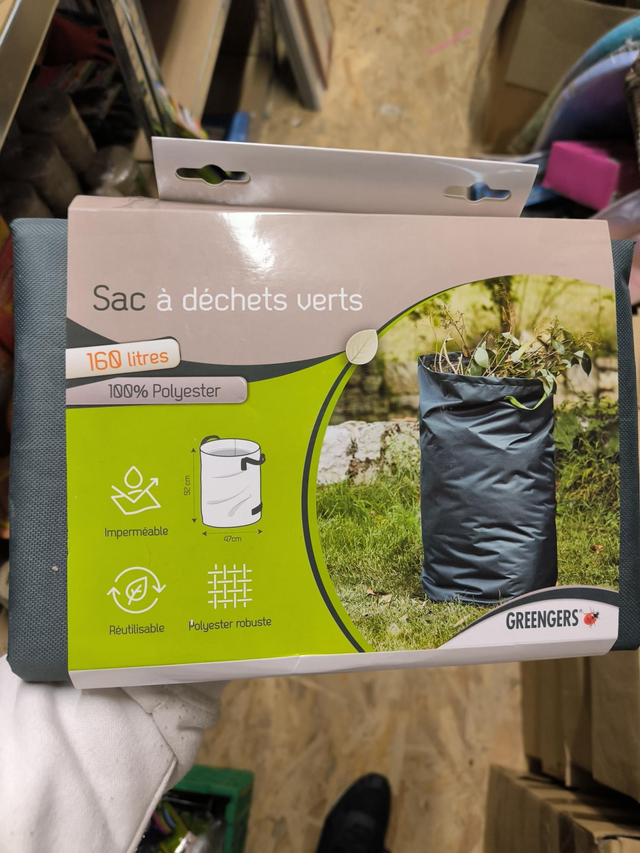 Sac à déchets verts
160 litres
100% Polyester
92 cm
47cm
Imperméable
Réutilisable
Polyester robuste
GREENGERS®